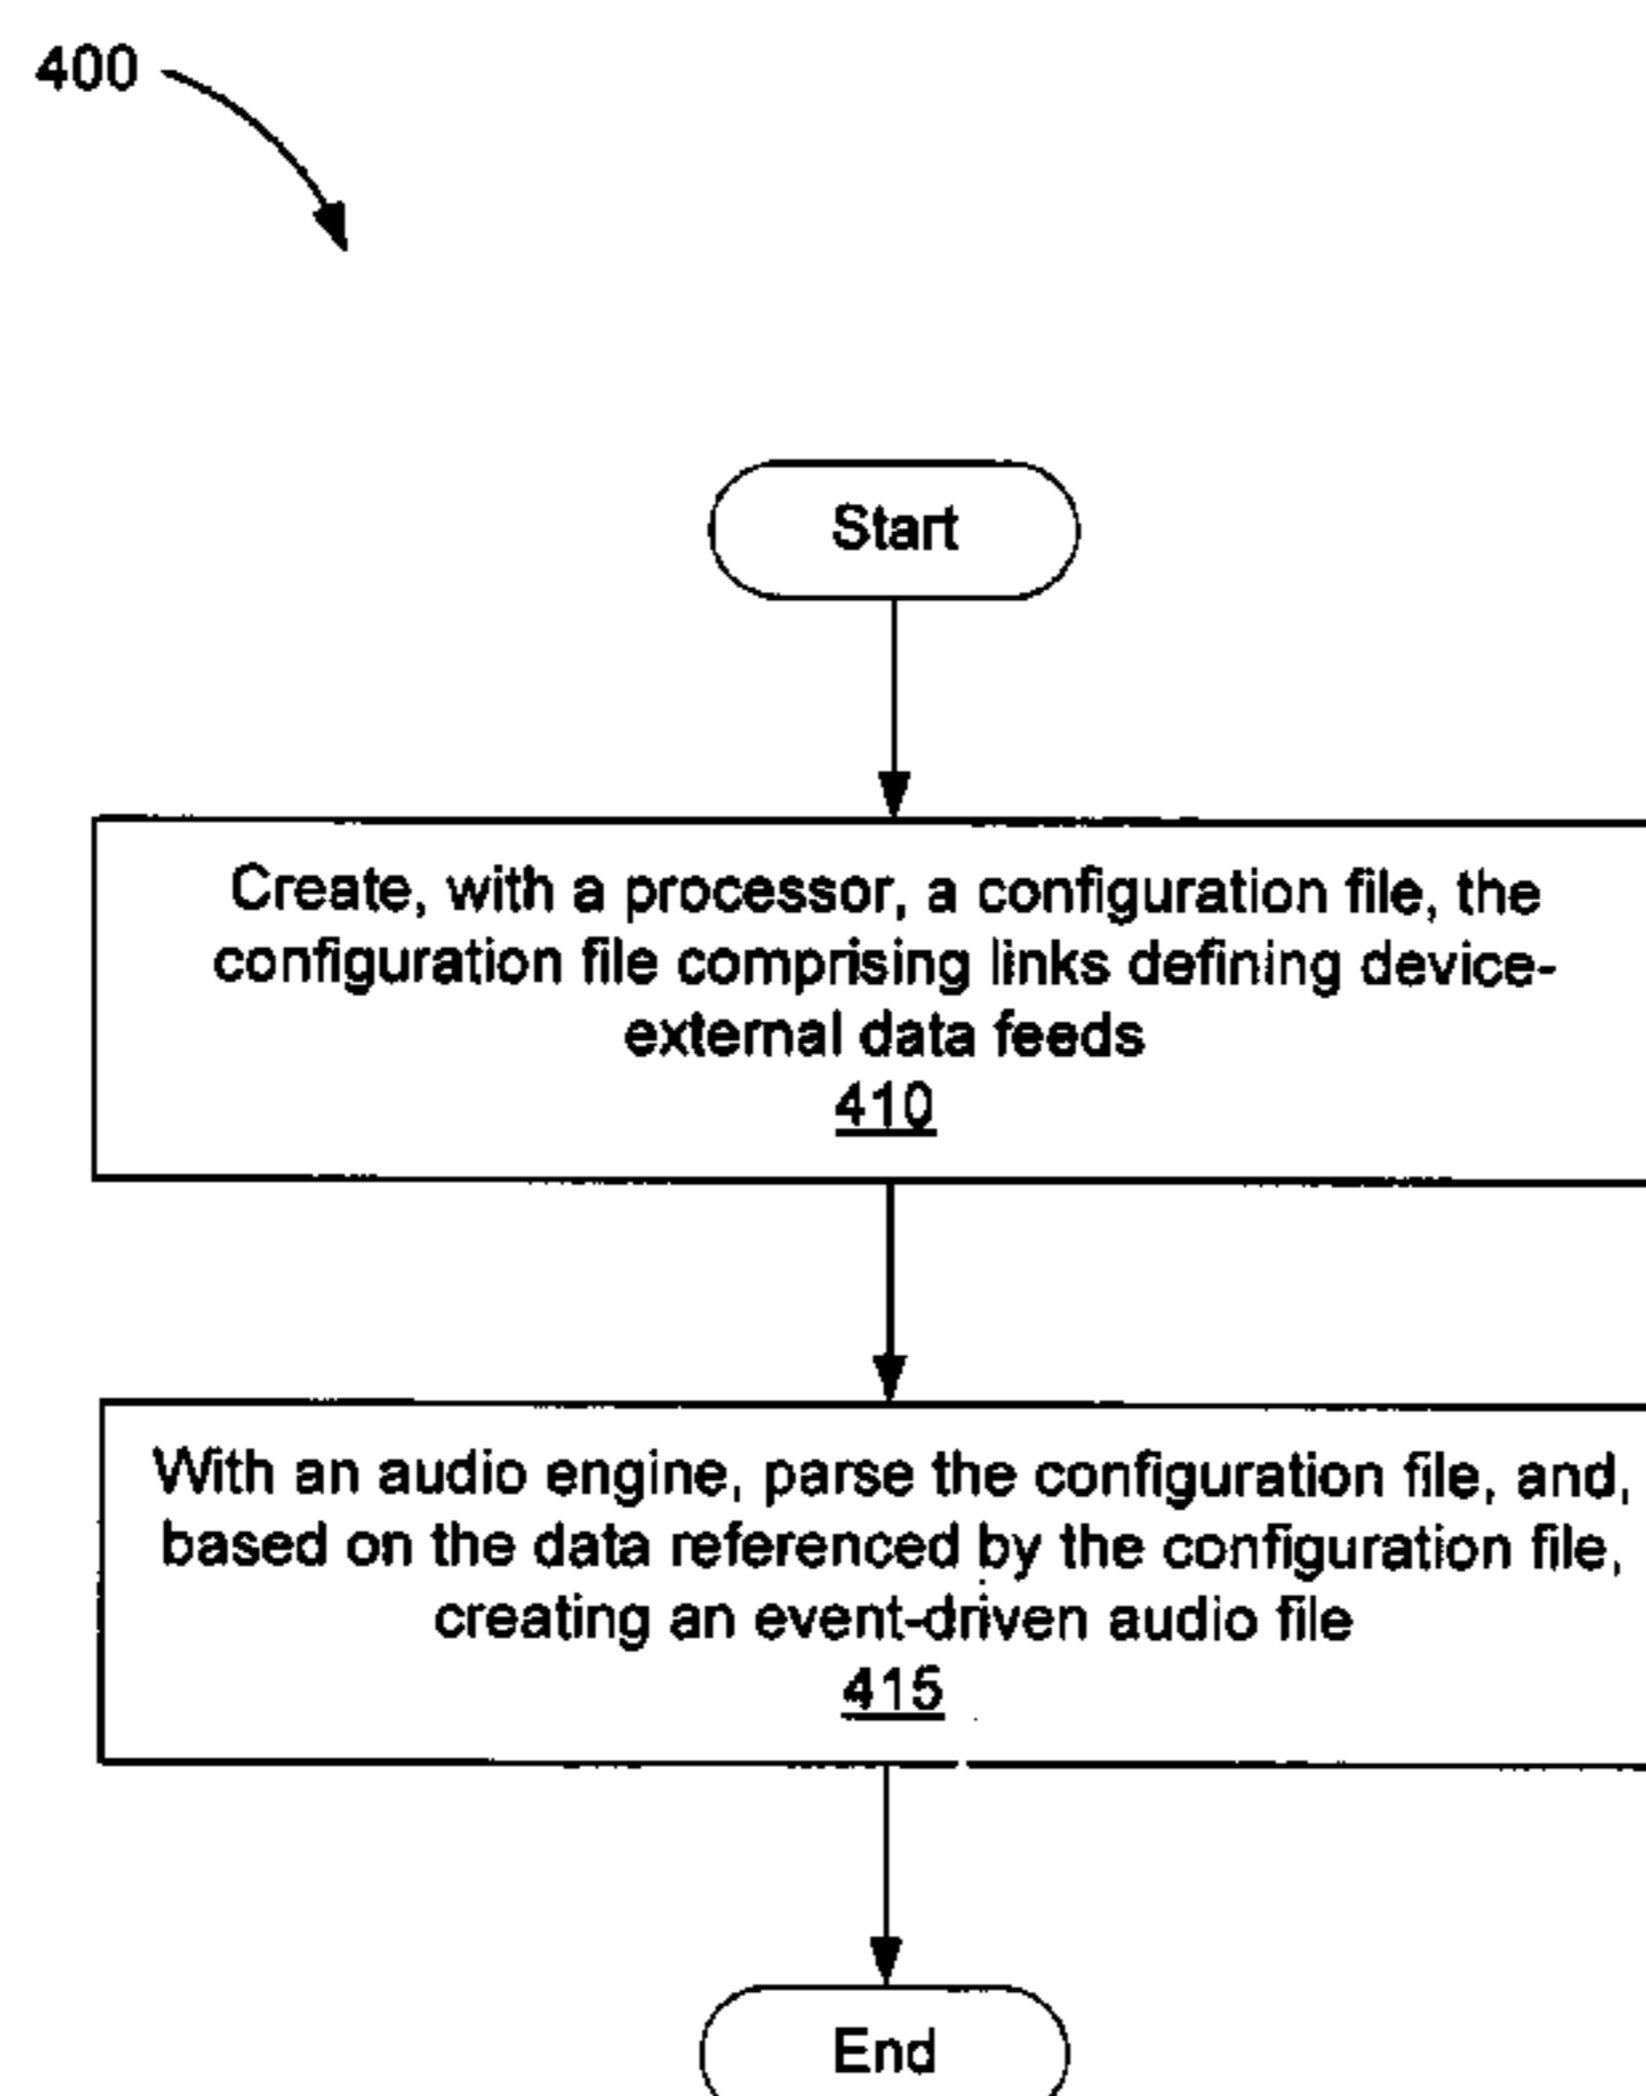 400
Start
Create, with a processor, a configuration file, the
configuration file comprising links defining device-
external data feeds
410
With an audio engine, parse the configuration file, and,
based on the data referenced by the configuration file,
creating an event-driven audio file
415
End